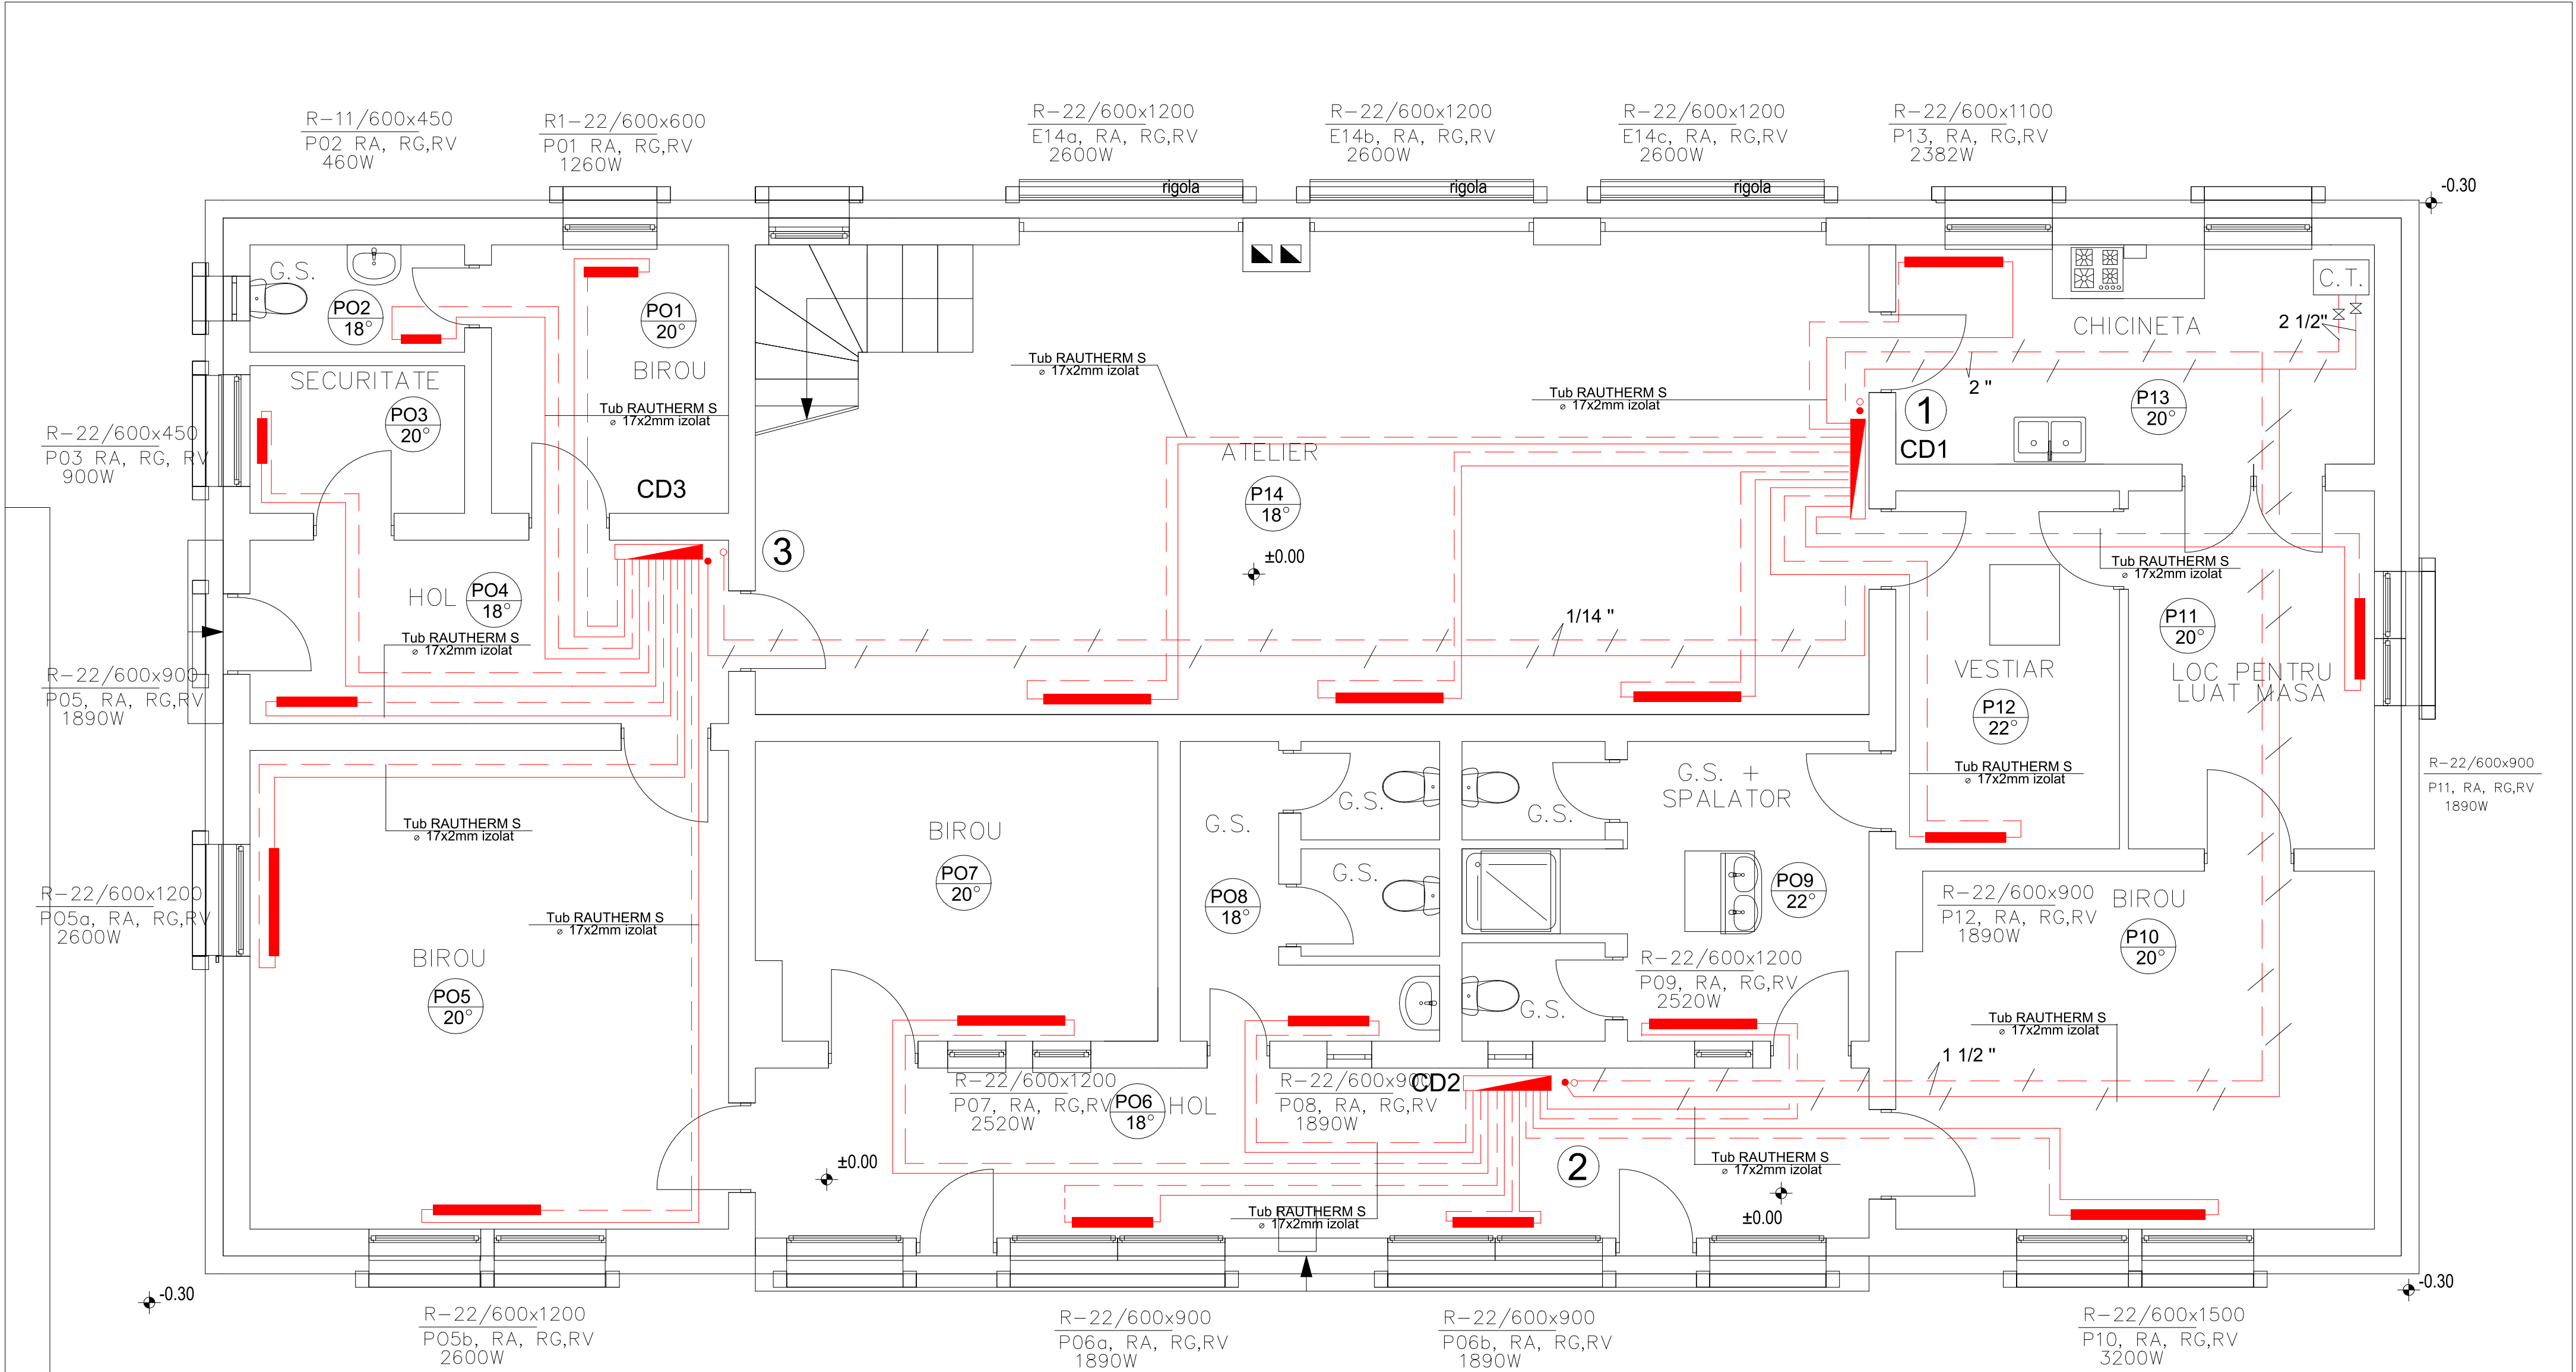 R-11/600x450
P02 RA, RG,RV
460W
R1-22/600x600
P01 RA, RG,RV
1260W
R-22/600x1200
E14a, RA, RG,RV
2600W
R-22/600x1200
E14b, RA, RG,RV
2600W
R-22/600x1200
E14c, RA, RG,RV
2600W
R-22/600x1100
P13, RA, RG,RV
2382W
rigola
rigola
rigola
-0.30
G.S.
PO2
18°
PO1
20°
BIROU
SECURITATE
PO3
20°
Tub RAUTHERM S
ø 17x2mm izolat
CD3
R-22/600x450
P03 RA, RG, RV
900W
Tub RAUTHERM S
ø 17x2mm izolat
Tub RAUTHERM S
ø 17x2mm izolat
ATELIER
P14
18°
±0.00
C.T.
2 1/2"
CHICINETA
2 "
1
CD1
P13
20°
3
HOL
PO4
18°
Tub RAUTHERM S
ø 17x2mm izolat
1/14 "
Tub RAUTHERM S
ø 17x2mm izolat
P11
20°
LOC PENTRU
LUAT MASA
VESTIAR
P12
22°
R-22/600x900
P05, RA, RG,RV
1890W
Tub RAUTHERM S
ø 17x2mm izolat
R-22/600x900
P11, RA, RG,RV
1890W
Tub RAUTHERM S
ø 17x2mm izolat
BIROU
PO7
20°
G.S.
G.S.
G.S.
PO8
18°
G.S.
G.S. +
SPALATOR
PO9
22°
G.S.
R-22/600x1200
P05a, RA, RG,RV
2600W
Tub RAUTHERM S
ø 17x2mm izolat
BIROU
PO5
20°
R-22/600x1200
P09, RA, RG,RV
2520W
R-22/600x900
P12, RA, RG,RV
1890W
BIROU
P10
20°
Tub RAUTHERM S
ø 17x2mm izolat
1 1/2 "
R-22/600x1200
P07, RA, RG,RV
2520W
PO6
18°
HOL
R-22/600x900
P08, RA, RG,RV
1890W
CD2
2
±0.00
Tub RAUTHERM S
ø 17x2mm izolat
Tub RAUTHERM S
ø 17x2mm izolat
±0.00
-0.30
-0.30
R-22/600x1200
P05b, RA, RG,RV
2600W
R-22/600x900
P06a, RA, RG,RV
1890W
R-22/600x900
P06b, RA, RG,RV
1890W
R-22/600x1500
P10, RA, RG,RV
3200W